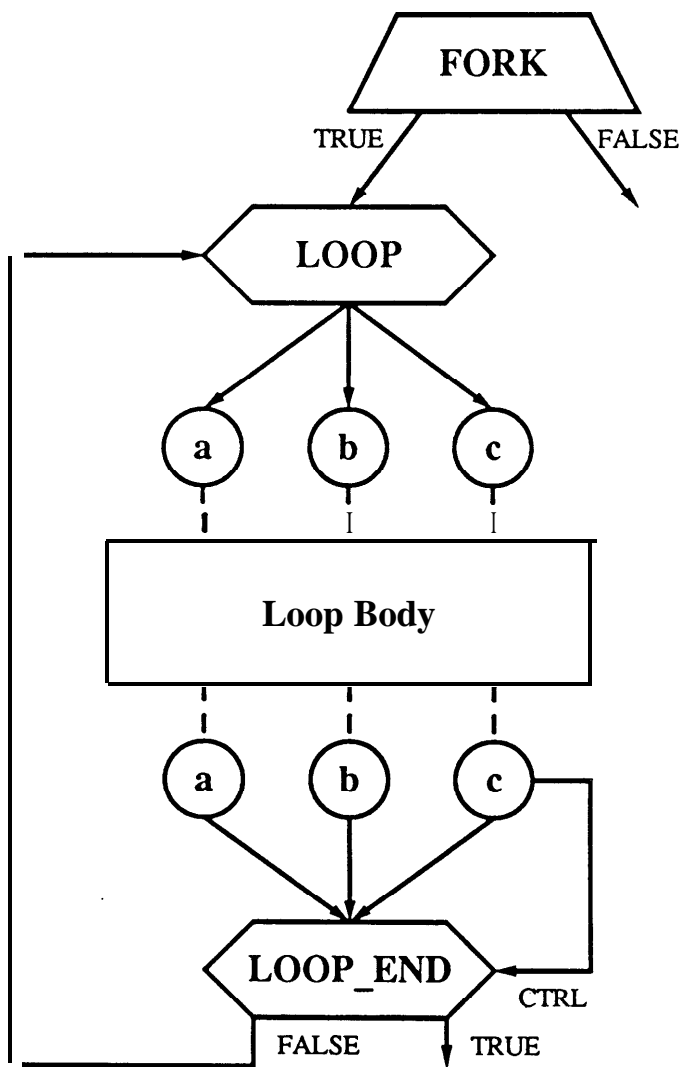 FORK
TRUE FALSE
LOOP
a b c
Loop Body
a b c
LOOP_END
CTRL
FALSE TRUE